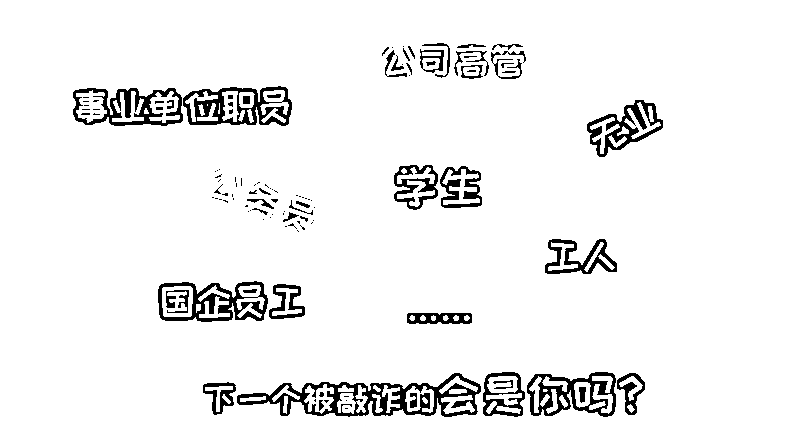 公司高管
事业单位职员
无业
学生
公务员
工人
国企员工
……
下一个被敲诈的会是你吗?